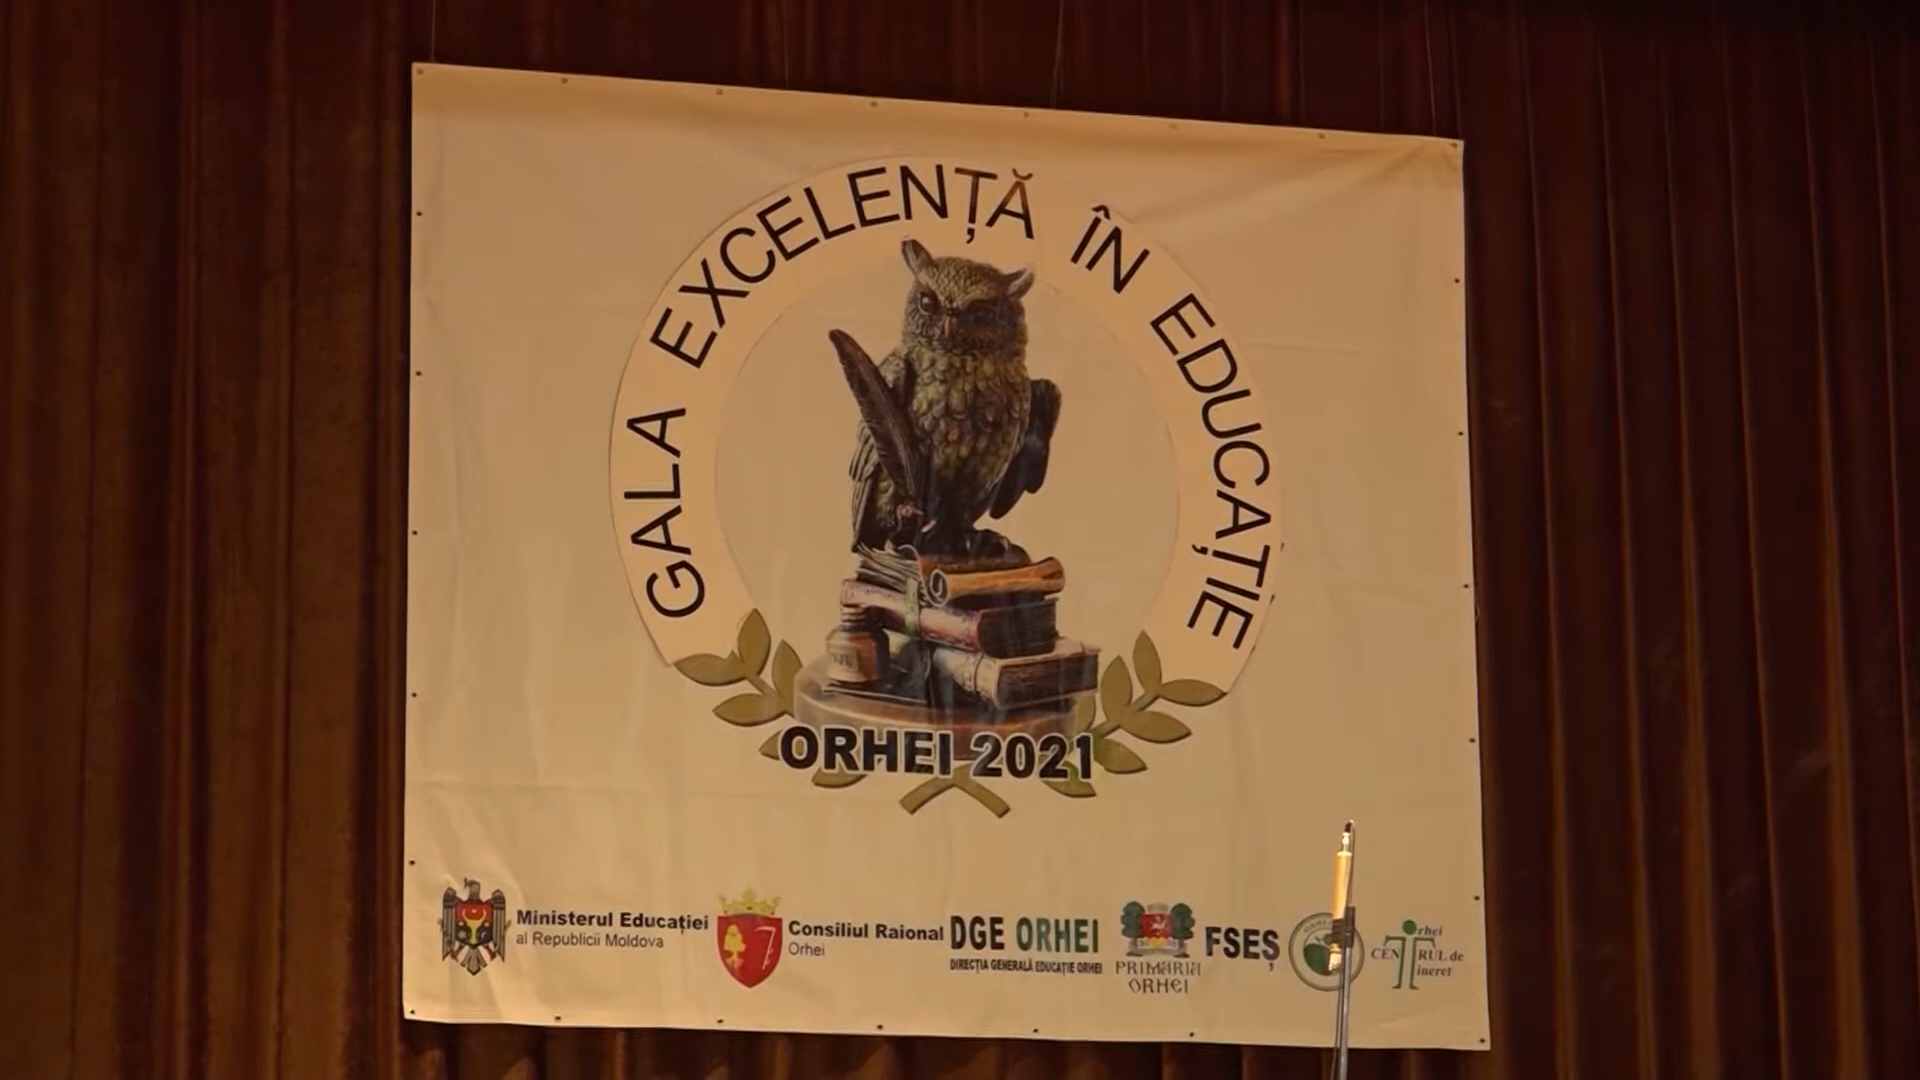 GALA EXCELENȚĂ ÎN EDUCAȚIE
ORHEI 2021
Ministerul Educației
al Republicii Moldova
Consiliul Raional
Orhei
DGE ORHEI
DIRECȚIA GENERALĂ EDUCAȚIE ORHEI
PRIMĂRIA
ORHEI
FSEȘ
Orhei
CENTRUL de
Tineret